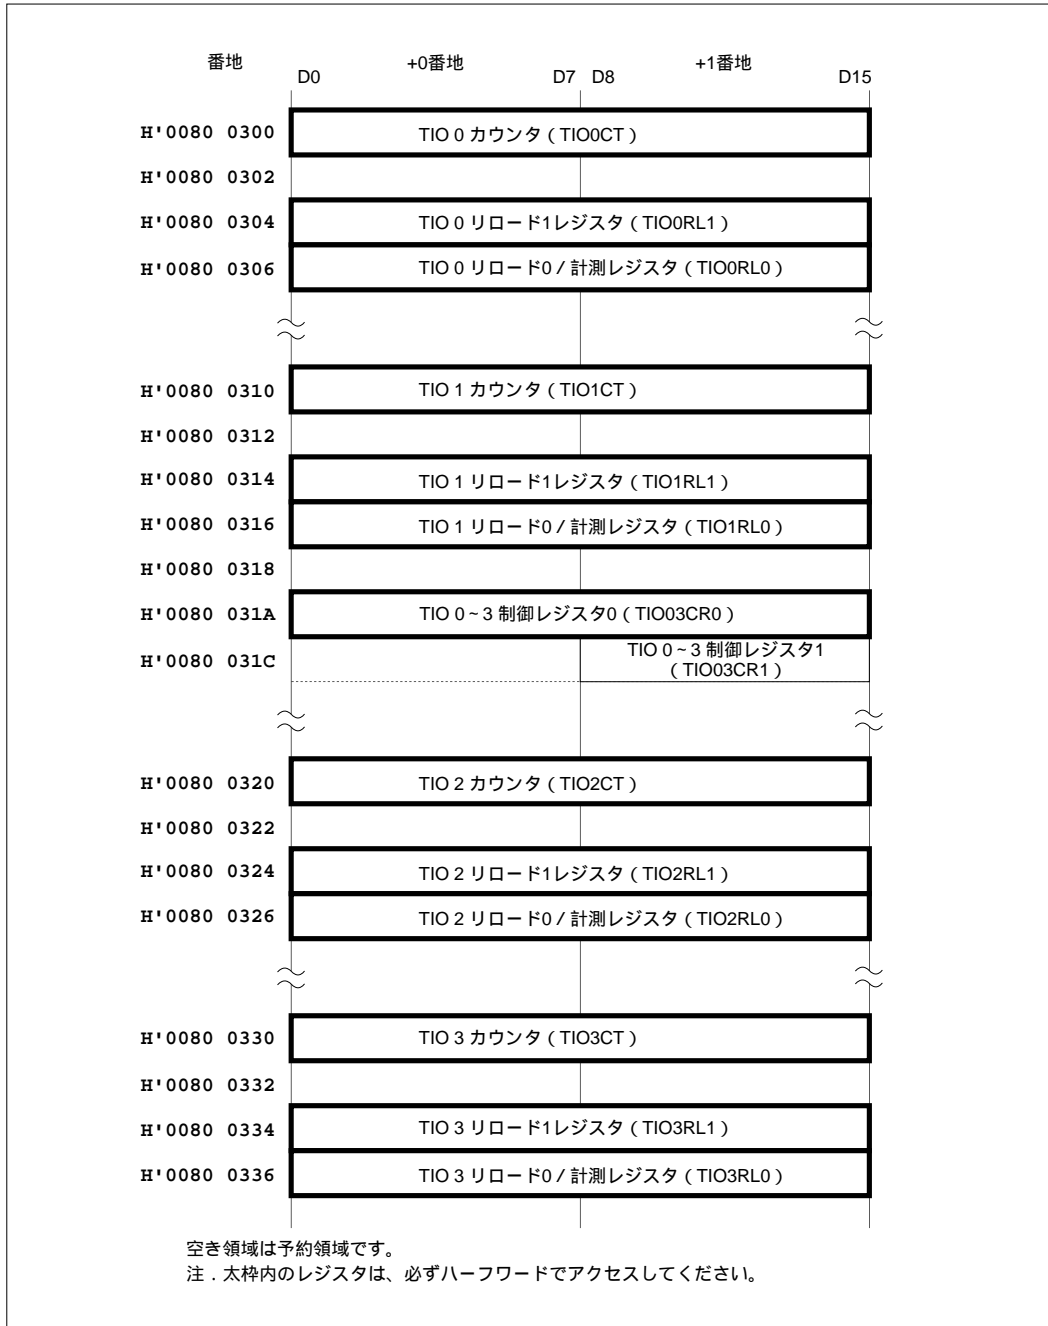 番地 +0番地 +1番地
D0 D7 D8 D15
H'0080 0300 TIO 0 カウンタ ( TIO0CT )
H'0080 0302
H'0080 0304 TIO 0 リロード1レジスタ ( TIO0RL1 )
H'0080 0306 TIO 0 リロード0 / 計測レジスタ ( TIO0RL0 )
H'0080 0310 TIO 1 カウンタ ( TIO1CT )
H'0080 0312
H'0080 0314 TIO 1 リロード1レジスタ ( TIO1RL1 )
H'0080 0316 TIO 1 リロード0 / 計測レジスタ ( TIO1RL0 )
H'0080 0318
H'0080 031A TIO 0~3 制御レジスタ0 ( TIO03CR0 )
H'0080 031C TIO 0~3 制御レジスタ1
( TIO03CR1 )
H'0080 0320 TIO 2 カウンタ ( TIO2CT )
H'0080 0322
H'0080 0324 TIO 2 リロード1レジスタ ( TIO2RL1 )
H'0080 0326 TIO 2 リロード0 / 計測レジスタ ( TIO2RL0 )
H'0080 0330 TIO 3 カウンタ ( TIO3CT )
H'0080 0332
H'0080 0334 TIO 3 リロード1レジスタ ( TIO3RL1 )
H'0080 0336 TIO 3 リロード0 / 計測レジスタ ( TIO3RL0 )
空き領域は予約領域です。
注．太枠内のレジスタは、必ずハーフワードでアクセスしてください。